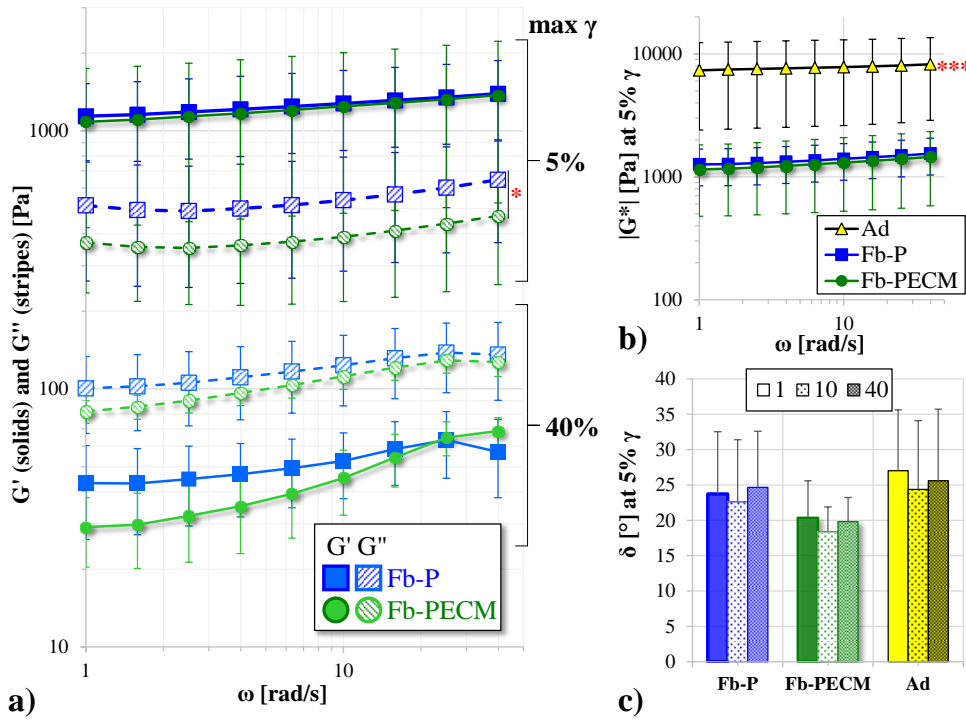 max γ
1000
100
10
G' (solids) and G'' (stripes) [Pa]
5%
*
40%
G' G''
Fb-P
Fb-PECM
1
10
ω [rad/s]
a)
10000
1000
100
|G*| [Pa] at 5% γ
***
Ad
Fb-P
Fb-PECM
1
10
ω [rad/s]
b)
40
35
30
25
20
15
10
5
0
δ [°] at 5% γ
1 10 40
Fb-P Fb-PECM Ad
c)